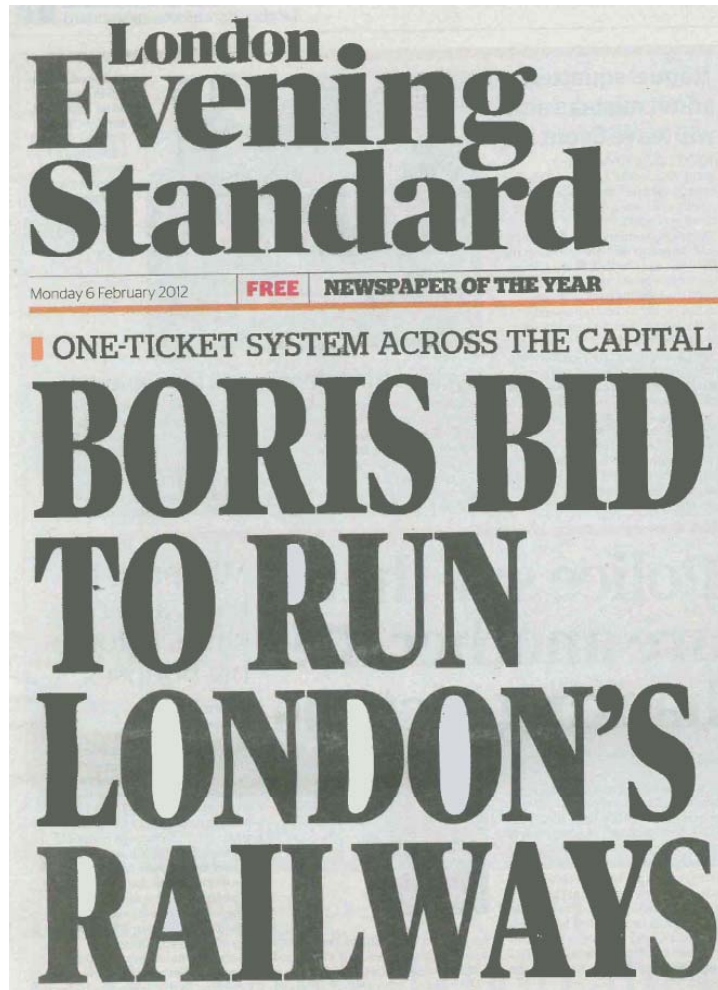 London
Evening
Standard
Monday 6 February 2012 FREE NEWSPAPER OF THE YEAR
ONE-TICKET SYSTEM ACROSS THE CAPITAL
BORIS BID
TO RUN
LONDON'S
RAILWAYS